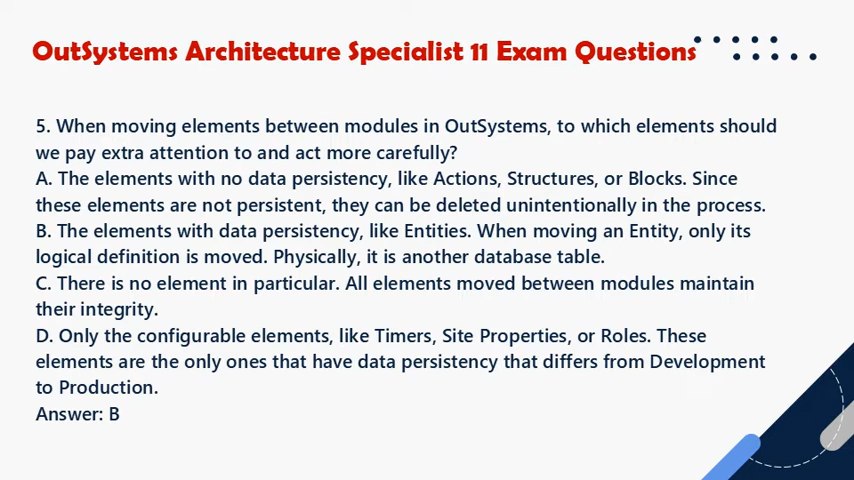 OutSystems Architecture Specialist 11 Exam Questions
5. When moving elements between modules in OutSystems, to which elements should
we pay extra attention to and act more carefully?
A. The elements with no data persistency, like Actions, Structures, or Blocks. Since
these elements are not persistent, they can be deleted unintentionally in the process.
B. The elements with data persistency, like Entities. When moving an Entity, only its
logical definition is moved. Physically, it is another database table.
C. There is no element in particular. All elements moved between modules maintain
their integrity.
D. Only the configurable elements, like Timers, Site Properties, or Roles. These
elements are the only ones that have data persistency that differs from Development
to Production.
Answer: B